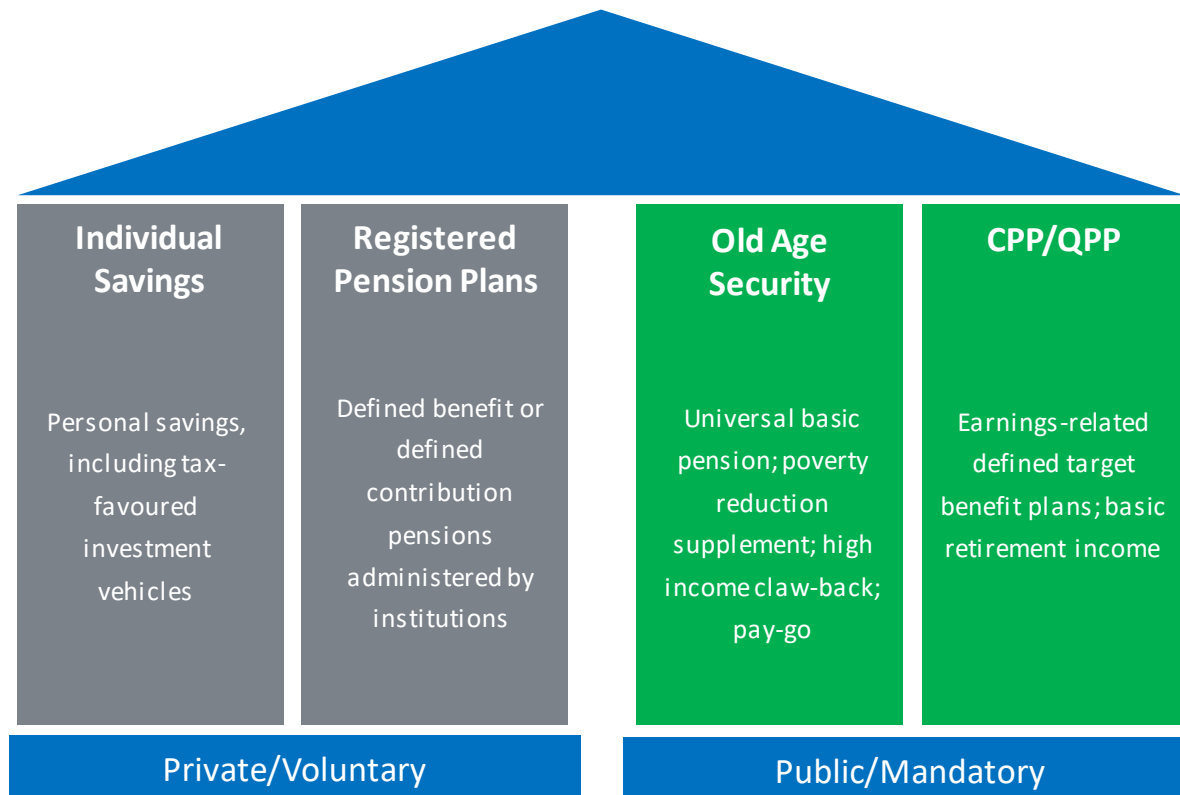 Individual
Savings
Personal savings,
including tax-
favoured
investment
vehicles
Registered
Pension Plans
Defined benefit or
defined
contribution
pensions
administered by
institutions
Old Age
Security
Universal basic
pension; poverty
reduction
supplement; high
income claw-back;
pay-go
CPP/QPP
Earnings-related
defined target
benefit plans; basic
retirement income
Private/Voluntary
Public/Mandatory